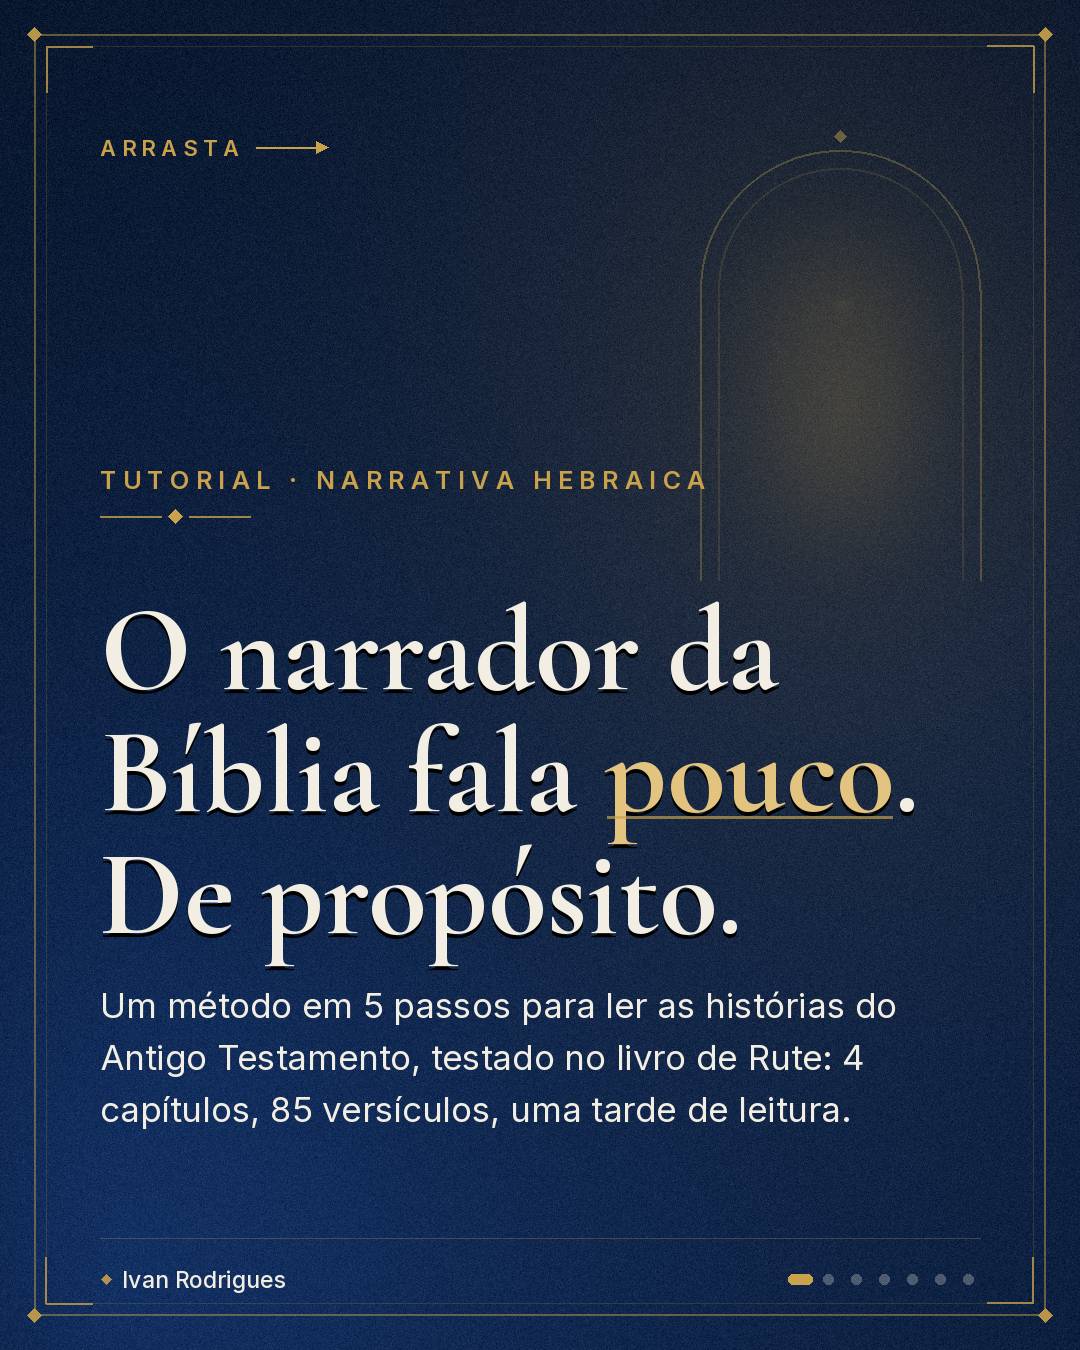 ARRASTA
TUTORIAL · NARRATIVA HEBRAICA
O narrador da
Bíblia fala pouco.
De propósito.
Um método em 5 passos para ler as histórias do
Antigo Testamento, testado no livro de Rute: 4
capítulos, 85 versículos, uma tarde de leitura.
Ivan Rodrigues